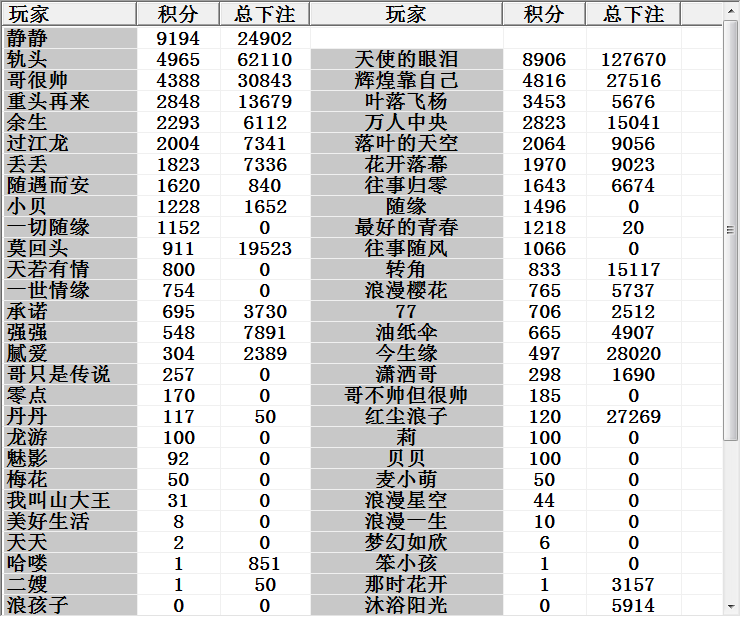 玩家 积分 总下注 玩家 积分 总下注
静静 9194 24902
轨头 4965 62110 天使的眼泪 8906 127670
哥很帅 4388 30843 辉煌靠自己 4816 27516
重头再来 2848 13679 叶落飞杨 3453 5676
余生 2293 6112 万人中央 2823 15041
过江龙 2004 7341 落叶的天空 2064 9056
丢丢 1823 7336 花开落幕 1970 9023
随遇而安 1620 840 往事归零 1643 6674
小贝 1228 1652 随缘 1496 0
一切随缘 1152 0 最好的青春 1218 20
莫回头 911 19523 往事随风 1066 0
天若有情 800 0 转角 833 15117
一世情缘 754 0 浪漫樱花 765 5737
承诺 695 3730 77 706 2512
强强 548 7891 油纸伞 665 4907
腻爱 304 2389 今生缘 497 28020
哥只是传说 257 0 潇洒哥 298 1690
零点 170 0 哥不帅但很帅 185 0
丹丹 117 50 红尘浪子 120 27269
龙游 100 0 莉 100 0
魅影 92 0 贝贝 100 0
梅花 50 0 麦小萌 50 0
我叫山大王 31 0 浪漫星空 44 0
美好生活 8 0 浪漫一生 10 0
天天 2 0 梦幻如欣 6 0
哈喽 1 851 笨小孩 1 0
二嫂 1 50 那时花开 1 3157
浪孩子 0 0 沐浴阳光 0 5914